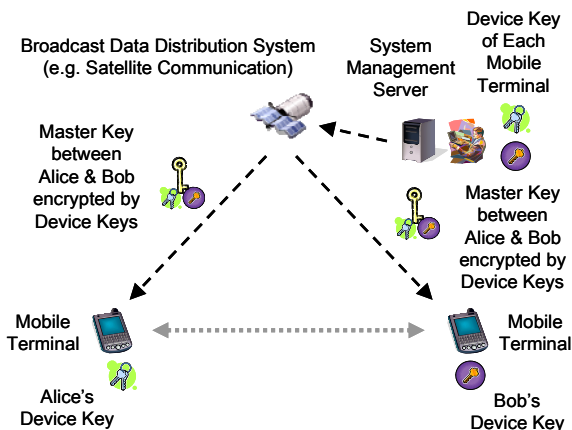 Broadcast Data Distribution System
(e.g. Satellite Communication)
System
Management
Server
Device Key
of Each
Mobile
Terminal
Master Key
between
Alice & Bob
encrypted by
Device Keys
Master Key
between
Alice & Bob
encrypted by
Device Keys
Mobile
Terminal
Alice's
Device Key
Mobile
Terminal
Bob's
Device Key